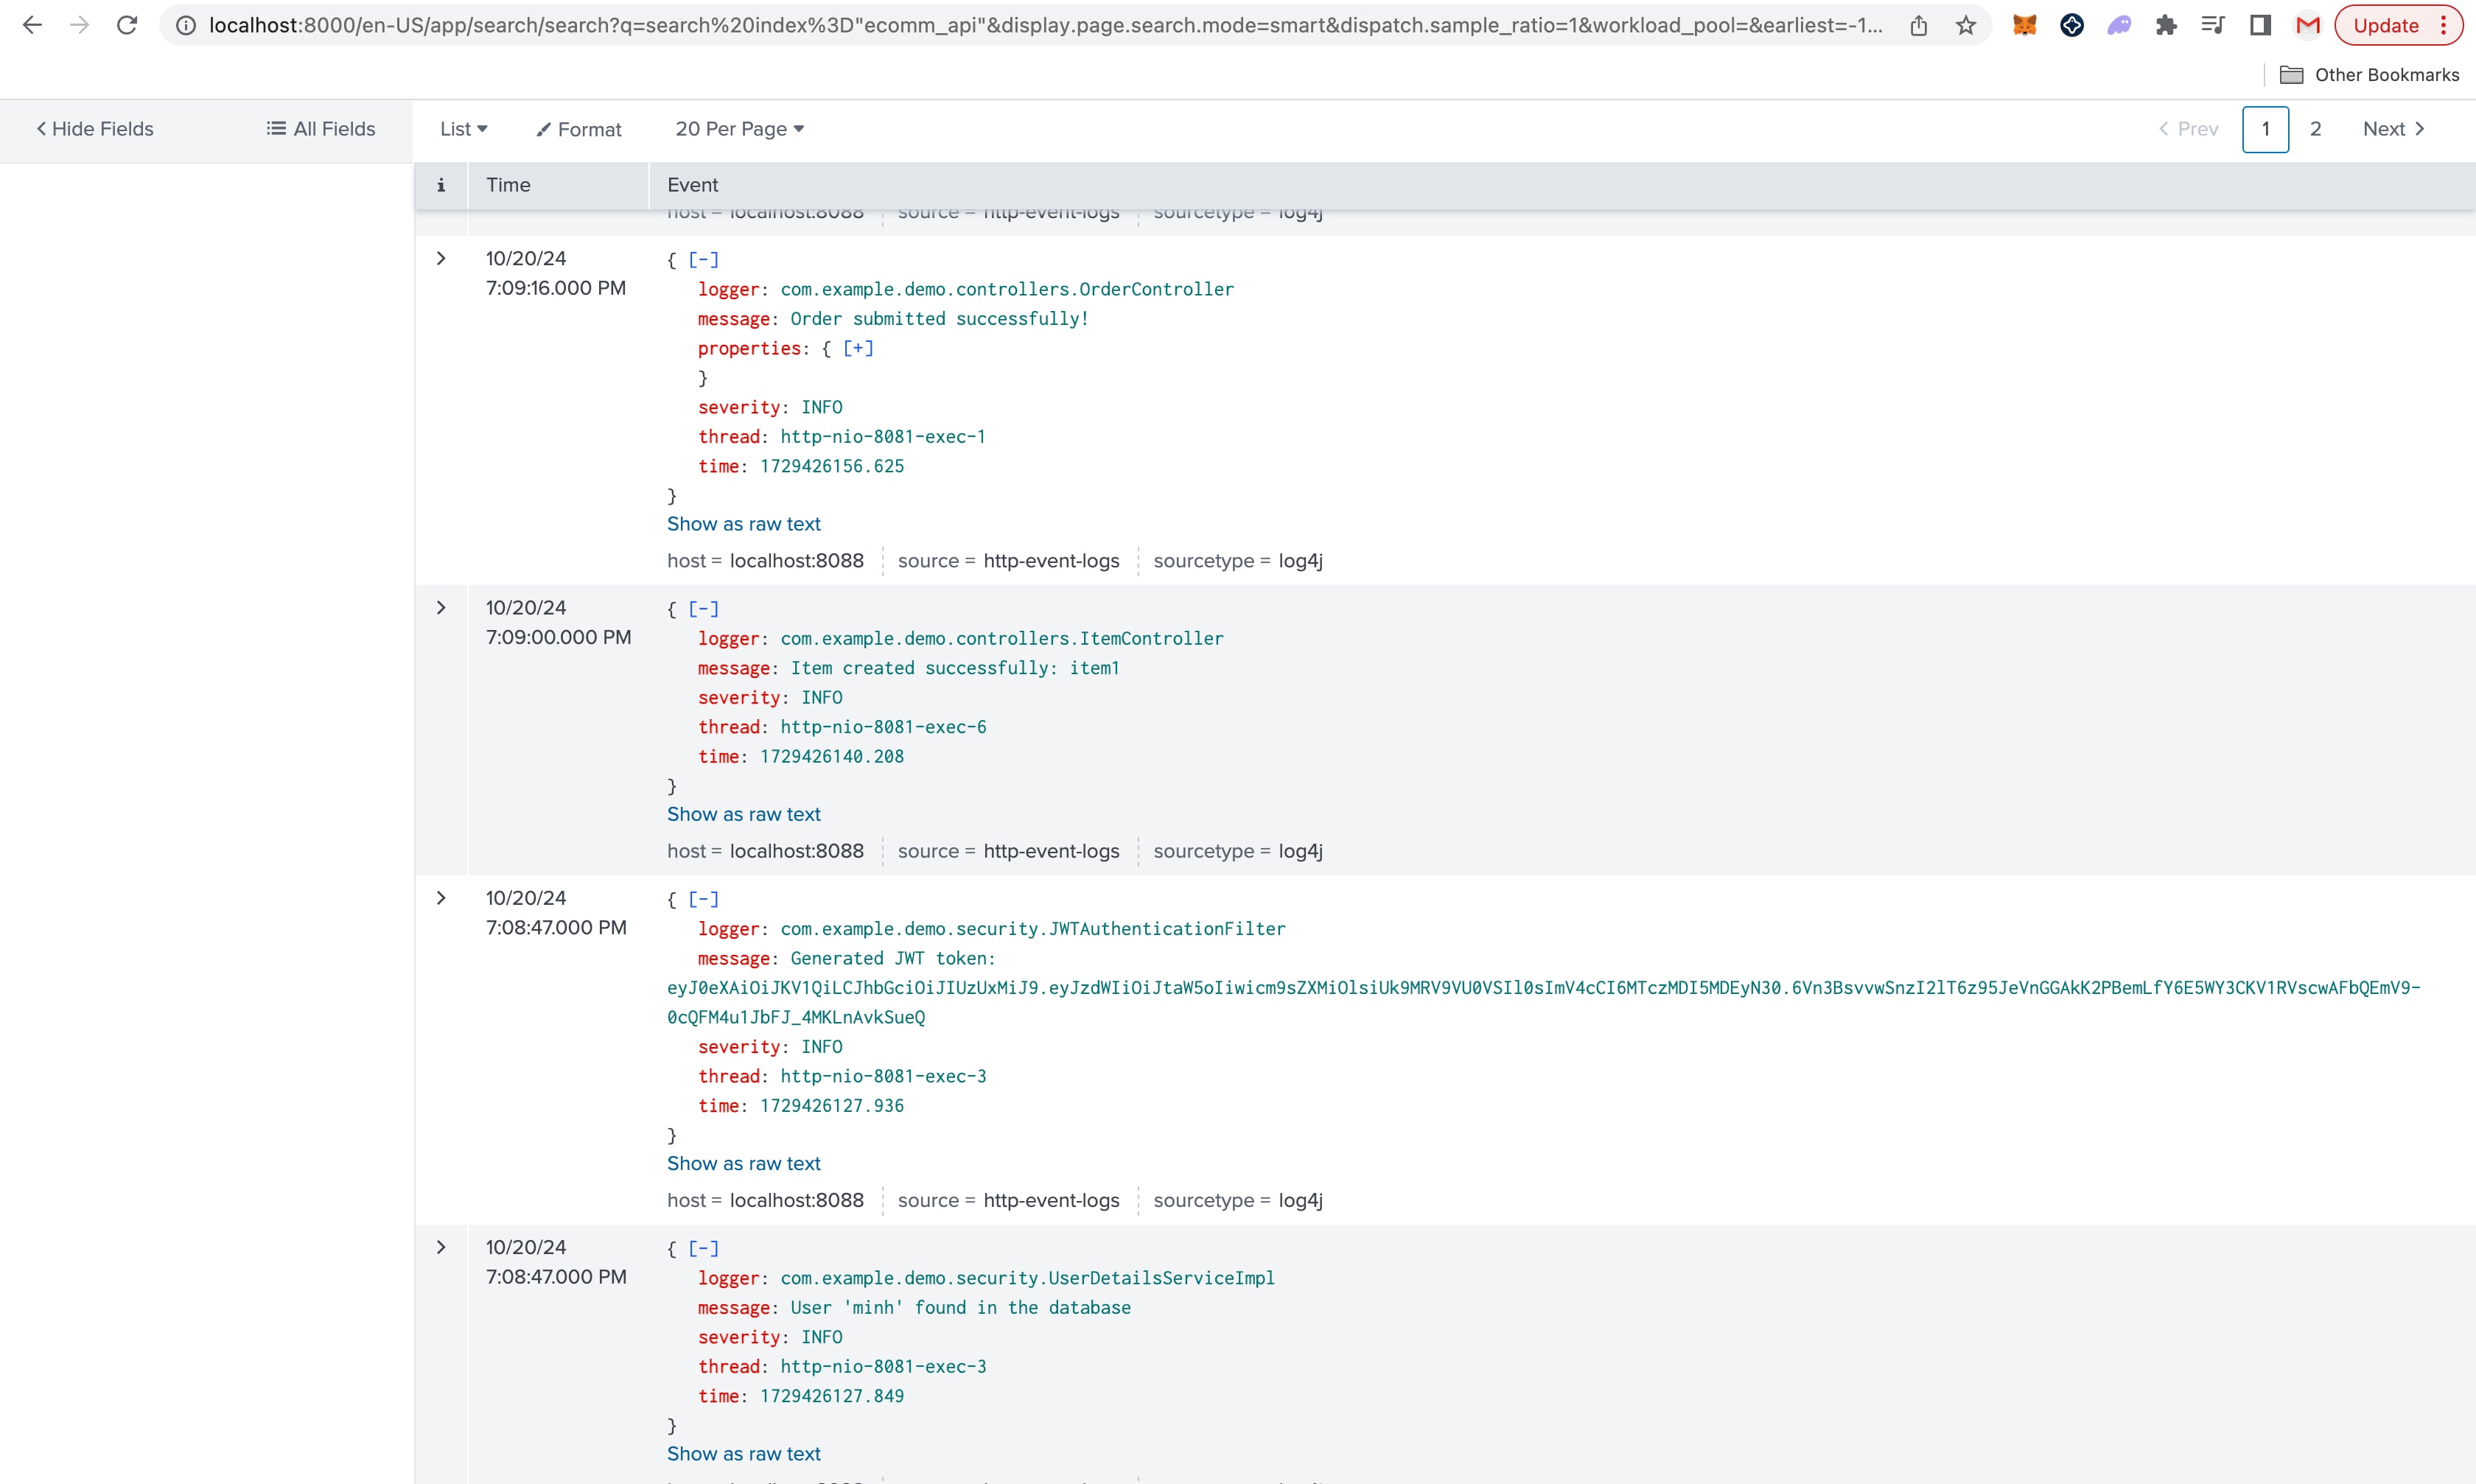 localhost:8000/en-US/app/search/search?q=search%20index%3D"ecomm_api"&display.page.search.mode=smart&dispatch.sample_ratio=1&workload_pool=&earliest=-1...
Update
Other Bookmarks
Hide Fields
All Fields
List
Format
20 Per Page
Prev
1
2
Next
i
Time
Event
host = localhost:8088 source = http-event-logs sourcetype = log4j
10/20/24
7:09:16.000 PM
{ [-]
logger: com.example.demo.controllers.OrderController
message: Order submitted successfully!
properties: { [+]
}
severity: INFO
thread: http-nio-8081-exec-1
time: 1729426156.625
}
Show as raw text
host = localhost:8088 source = http-event-logs sourcetype = log4j
10/20/24
7:09:00.000 PM
{ [-]
logger: com.example.demo.controllers.ItemController
message: Item created successfully: item1
severity: INFO
thread: http-nio-8081-exec-6
time: 1729426140.208
}
Show as raw text
host = localhost:8088 source = http-event-logs sourcetype = log4j
10/20/24
7:08:47.000 PM
{ [-]
logger: com.example.demo.security.JWTAuthenticationFilter
message: Generated JWT token:
eyJ0eXAiOiJKV1QiLCJhbGciOiJIUzUxMiJ9.eyJzdWIiOiJtaW5oIiwicm9sZXMiOlsiUk9MRV9VU0VSIl0sImV4cCI6MTczMDI5MDEyN30.6Vn3BsvvwSnzI2lT6z95JeVnGGAkK2PBemLfY6E5WY3CKV1RVscwAFbQEmV9-
0cQFM4u1JbFJ_4MKLnAvkSueQ
severity: INFO
thread: http-nio-8081-exec-3
time: 1729426127.936
}
Show as raw text
host = localhost:8088 source = http-event-logs sourcetype = log4j
10/20/24
7:08:47.000 PM
{ [-]
logger: com.example.demo.security.UserDetailsServiceImpl
message: User 'minh' found in the database
severity: INFO
thread: http-nio-8081-exec-3
time: 1729426127.849
}
Show as raw text